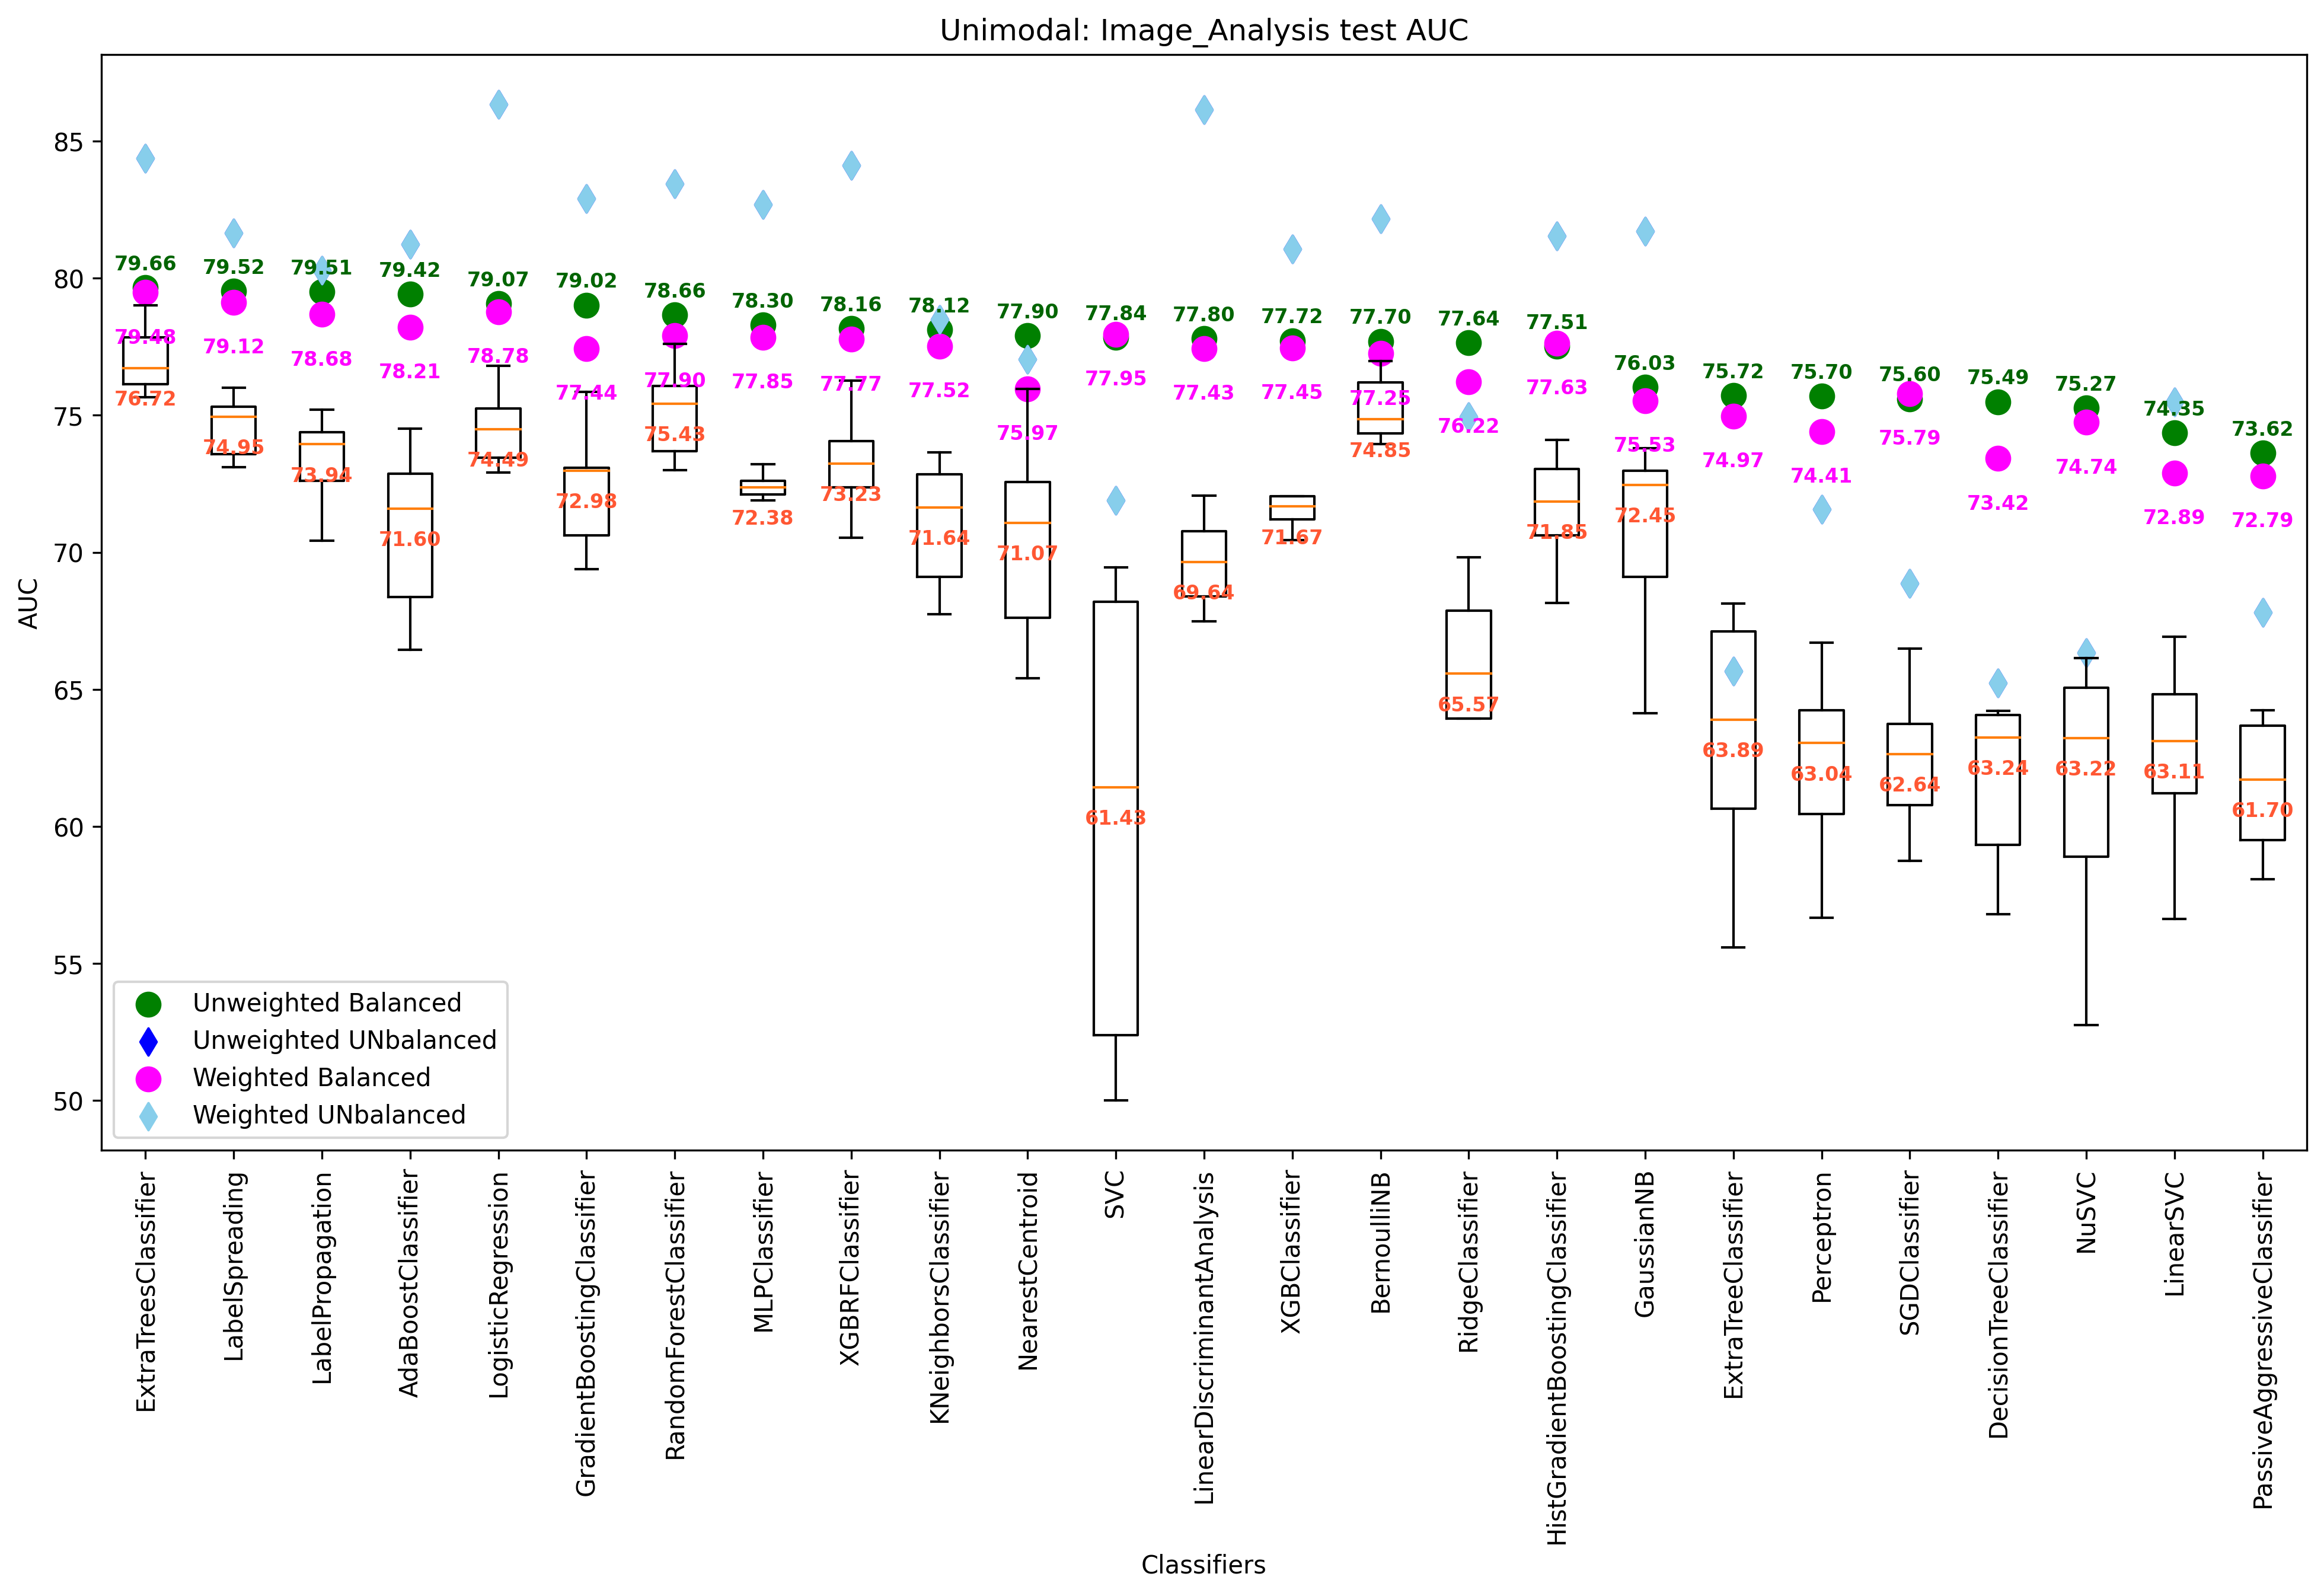 Unimodal: Image_Analysis test AUC
AUC
85
80
75
70
65
60
55
50
79.66
79.52
79.51
79.42
79.07
79.02
78.66
78.30
78.16
78.12
77.90
77.84
77.80
77.72
77.70
77.64
77.51
76.03
75.72
75.70
75.60
75.49
75.27
74.35
73.62
79.48
79.12
78.68
78.21
78.78
77.44
77.90
77.85
77.77
77.52
75.97
77.95
77.43
77.45
77.25
76.22
77.63
75.53
74.97
74.41
75.79
73.42
74.74
72.89
72.79
76.72
74.95
73.94
71.60
74.49
72.98
75.43
72.38
73.23
71.64
71.07
61.43
69.64
71.67
74.85
65.57
71.85
72.45
63.89
63.04
62.64
63.24
63.22
63.11
61.70
Unweighted Balanced
Unweighted UNbalanced
Weighted Balanced
Weighted UNbalanced
ExtraTreesClassifier
LabelSpreading
LabelPropagation
AdaBoostClassifier
LogisticRegression
GradientBoostingClassifier
RandomForestClassifier
MLPClassifier
XGBRFClassifier
KNeighborsClassifier
NearestCentroid
SVC
LinearDiscriminantAnalysis
XGBClassifier
BernoulliNB
RidgeClassifier
HistGradientBoostingClassifier
GaussianNB
ExtraTreeClassifier
Perceptron
SGDClassifier
DecisionTreeClassifier
NuSVC
LinearSVC
PassiveAggressiveClassifier
Classifiers